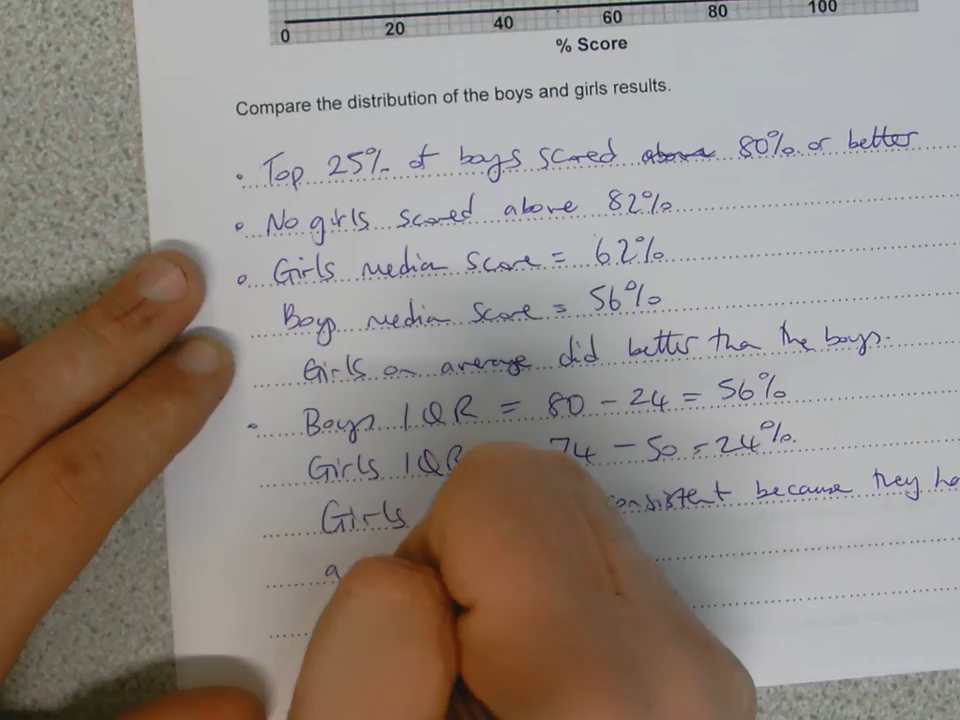 0 20 40 60 80 100
% Score
Compare the distribution of the boys and girls results.
• Top 25% of boys scored above 80% or better
• No girls scored above 82%
• Girls median score = 62%
Boys median score = 56%
Girls on average did better than the boys.
• Boys IQR = 80 - 24 = 56%
Girls IQR 74 - 50 = 24%.
Girls consistent because they ha
a